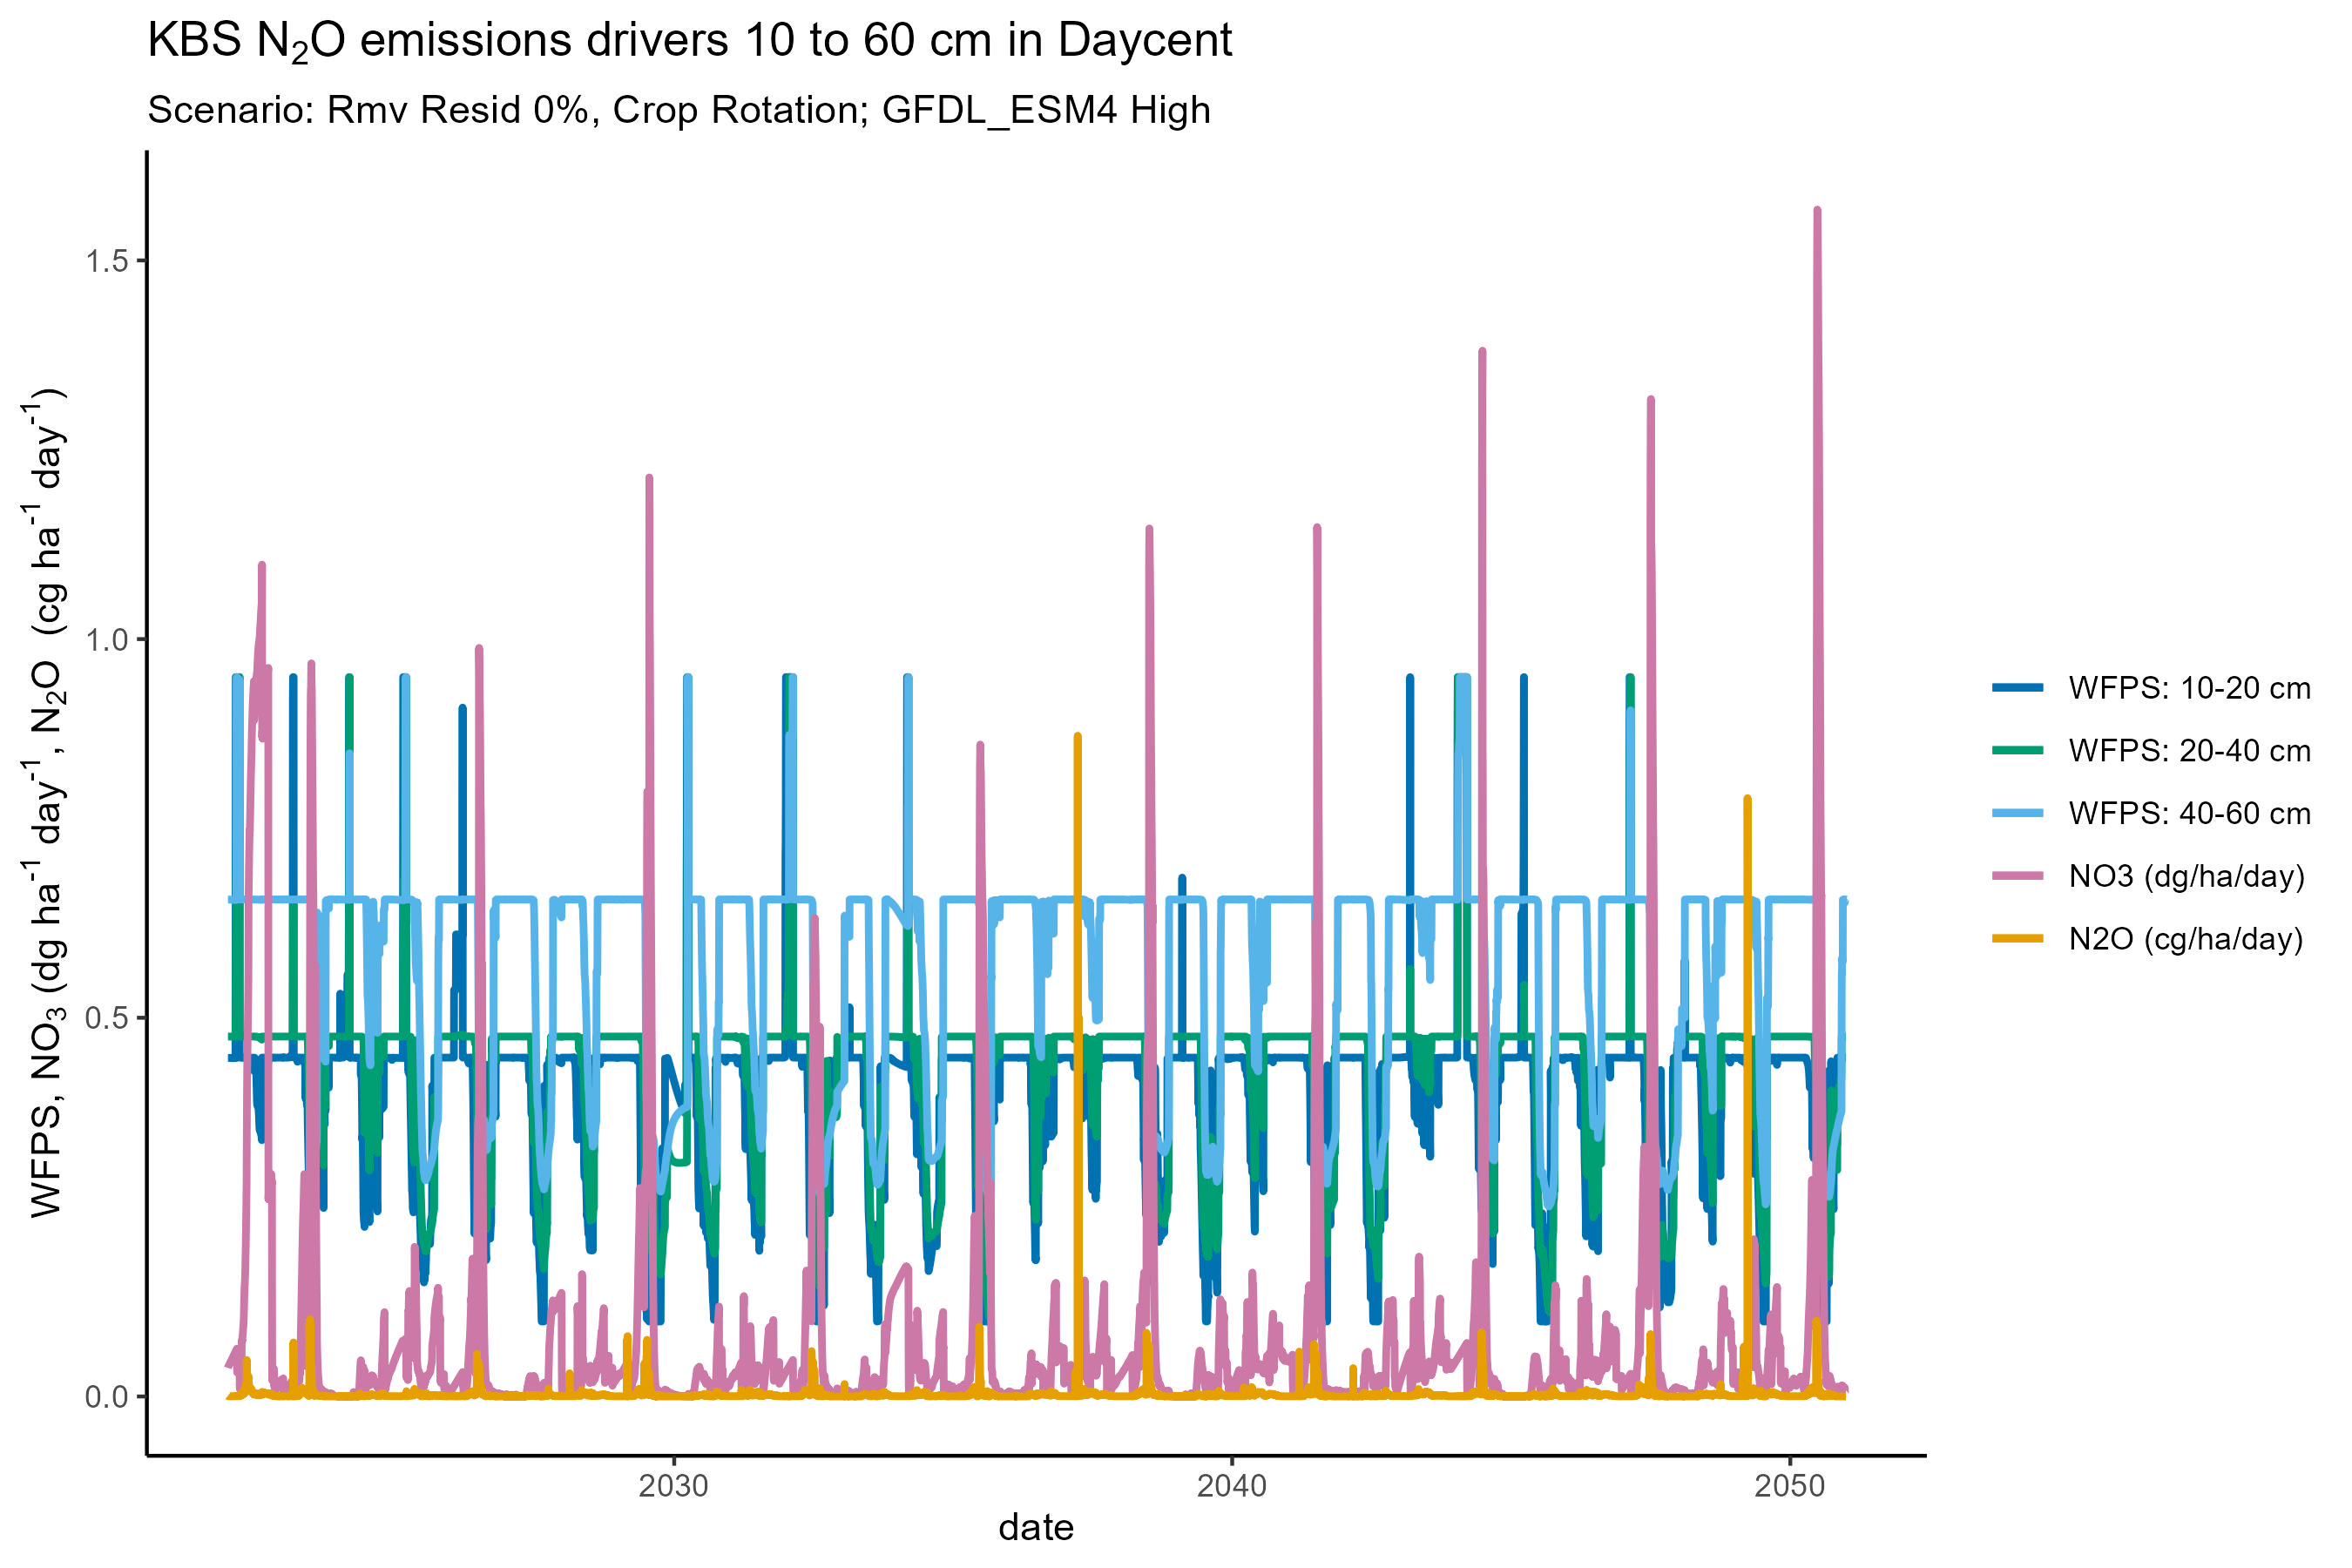 KBS N₂O emissions drivers 10 to 60 cm in Daycent
Scenario: Rmv Resid 0%, Crop Rotation; GFDL_ESM4 High
WFPS, NO₃ (dg ha⁻¹ day⁻¹, N₂O (cg ha⁻¹ day⁻¹)
1.5
1.0
0.5
0.0
2030
2040
2050
date
WFPS: 10-20 cm
WFPS: 20-40 cm
WFPS: 40-60 cm
NO3 (dg/ha/day)
N2O (cg/ha/day)